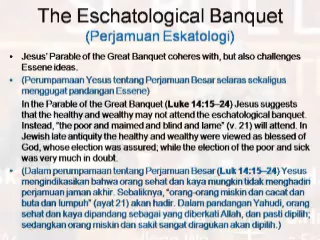 The Eschatological Banquet
(Perjamuan Eskatologi)
• Jesus' Parable of the Great Banquet coheres with, but also challenges
Essene ideas.
• (Perumpamaan Yesus tentang Perjamuan Besar selaras sekaligus
menggugat pandangan Essene)
In the Parable of the Great Banquet (Luke 14:15–24) Jesus suggests
that the healthy and wealthy may not attend the eschatological banquet.
Instead, "the poor and maimed and blind and lame" (v. 21) will attend. In
Jewish late antiquity the healthy and wealthy were viewed as blessed of
God, whose election was assured; while the election of the poor and sick
was very much in doubt.
• (Dalam perumpamaan tentang Perjamuan Besar (Luk 14:15–24) Yesus
mengindikasikan bahwa orang sehat dan kaya mungkin tidak menghadiri
perjamuan jaman akhir. Sebaliknya, "orang-orang miskin dan cacat dan
buta dan lumpuh" (ayat 21) akan hadir. Dalam pandangan Yahudi, orang
sehat dan kaya dipandang sebagai yang diberkati Allah, dan pasti dipilih;
sedangkan orang miskin dan sakit sangat diragukan akan dipilih.)